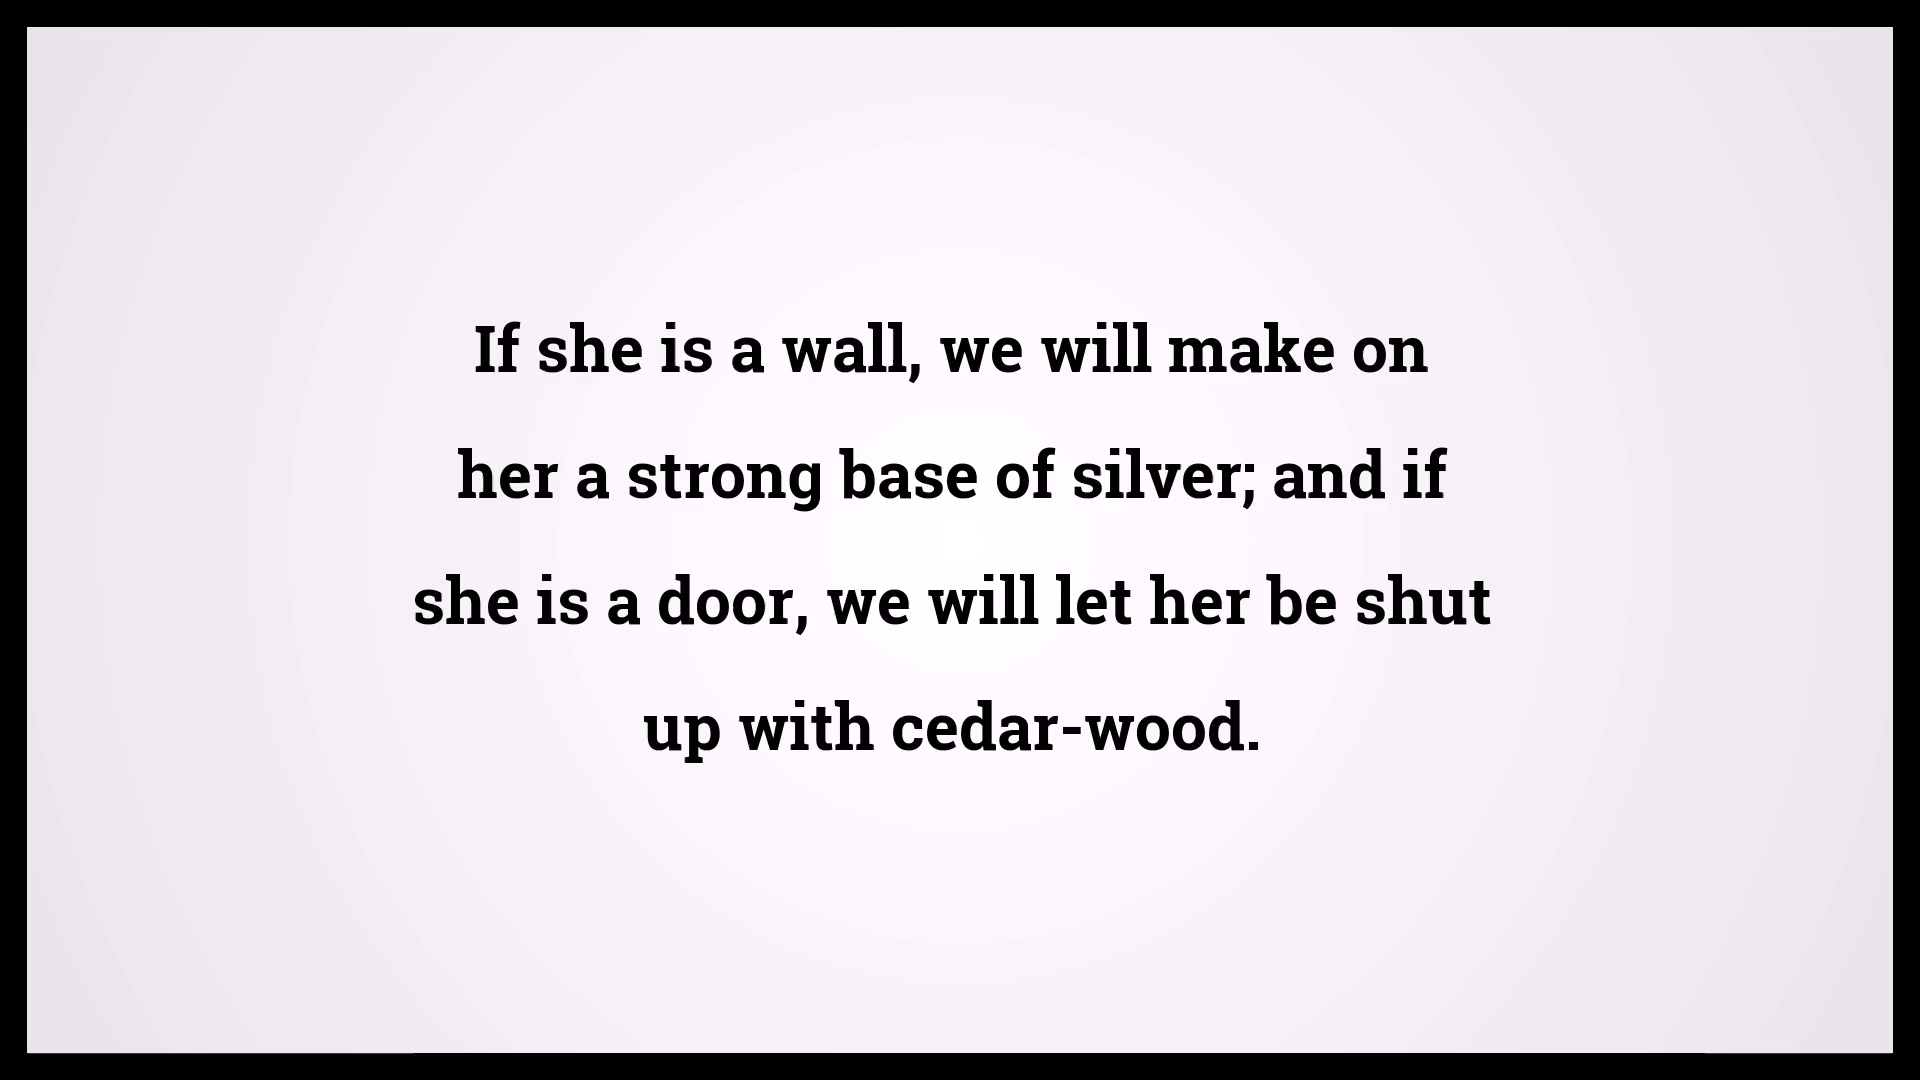 If she is a wall, we will make on
her a strong base of silver; and if
she is a door, we will let her be shut
up with cedar-wood.